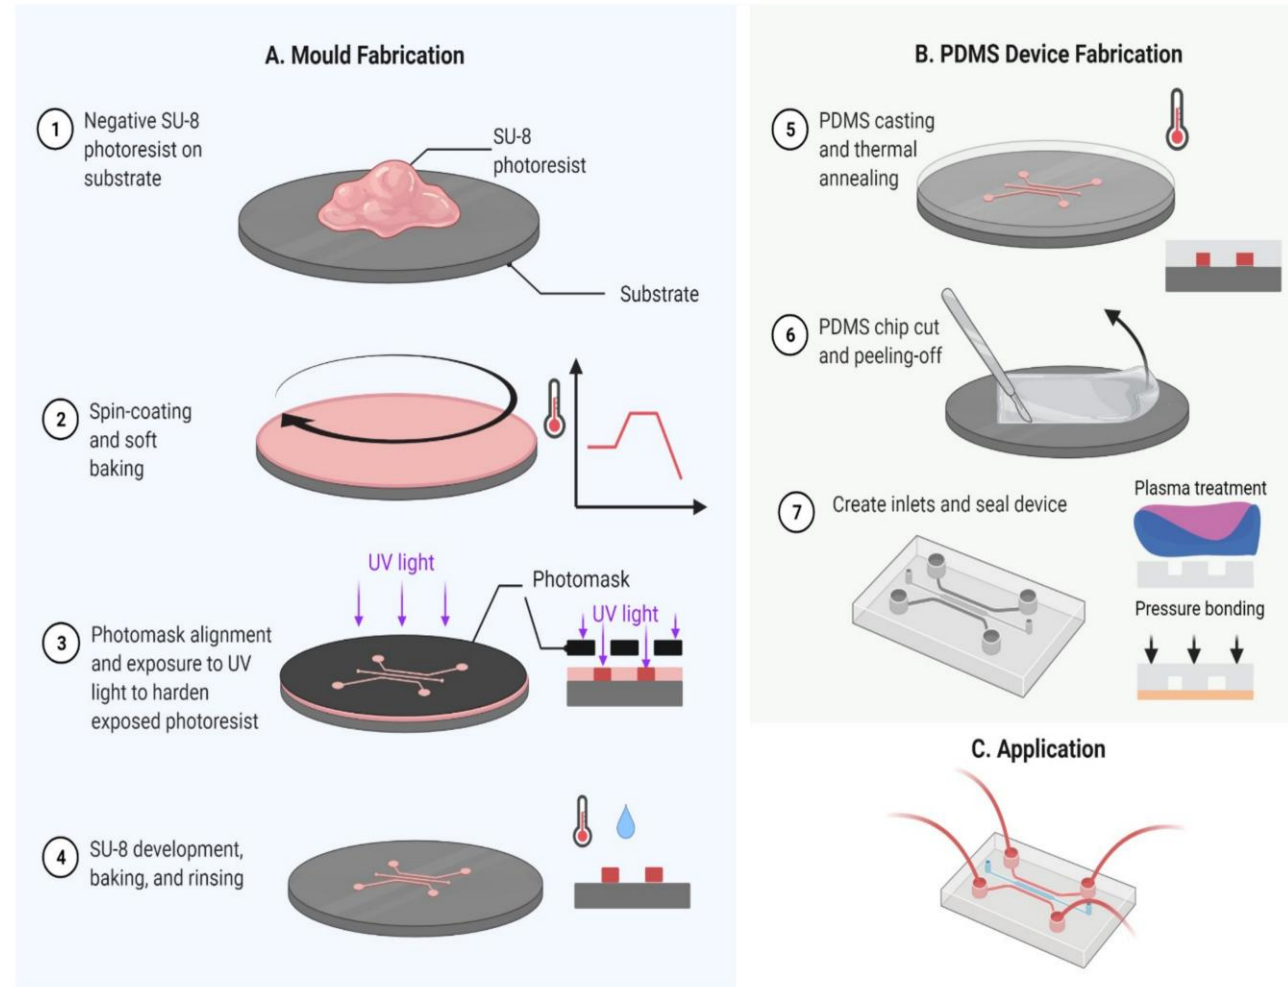 A. Mould Fabrication
1
Negative SU-8
photoresist on
substrate
SU-8
photoresist
Substrate
2
Spin-coating
and soft
baking
UV light
Photomask
UV light
3
Photomask alignment
and exposure to UV
light to harden
exposed photoresist
4
SU-8 development,
baking, and rinsing
B. PDMS Device Fabrication
5
PDMS casting
and thermal
annealing
6
PDMS chip cut
and peeling-off
7
Create inlets and seal device
Plasma treatment
Pressure bonding
C. Application